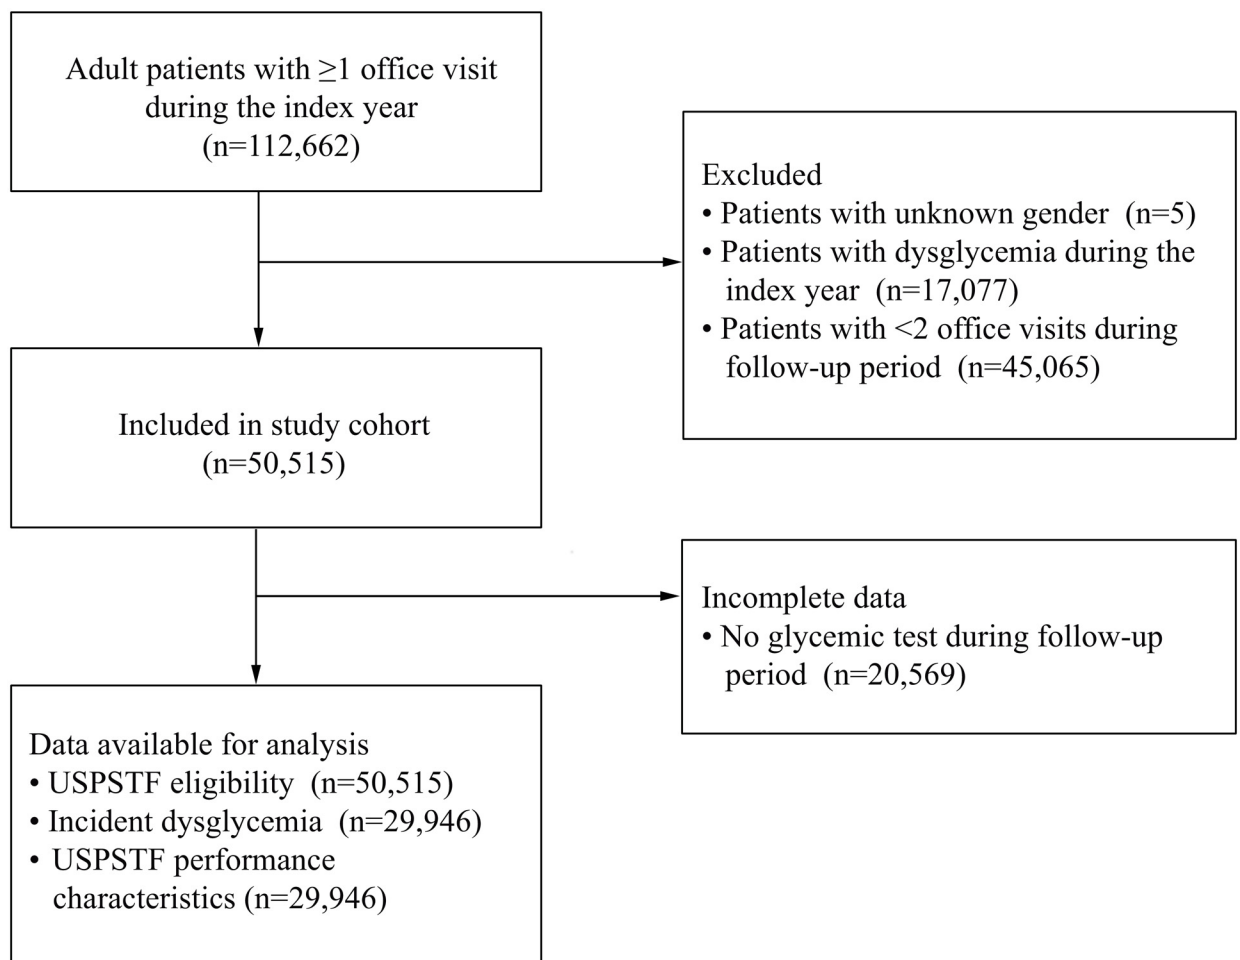 Adult patients with ≥1 office visit
during the index year
(n=112,662)
Excluded
• Patients with unknown gender (n=5)
• Patients with dysglycemia during the
index year (n=17,077)
• Patients with <2 office visits during
follow-up period (n=45,065)
Included in study cohort
(n=50,515)
Incomplete data
• No glycemic test during follow-up
period (n=20,569)
Data available for analysis
• USPSTF eligibility (n=50,515)
• Incident dysglycemia (n=29,946)
• USPSTF performance
characteristics (n=29,946)